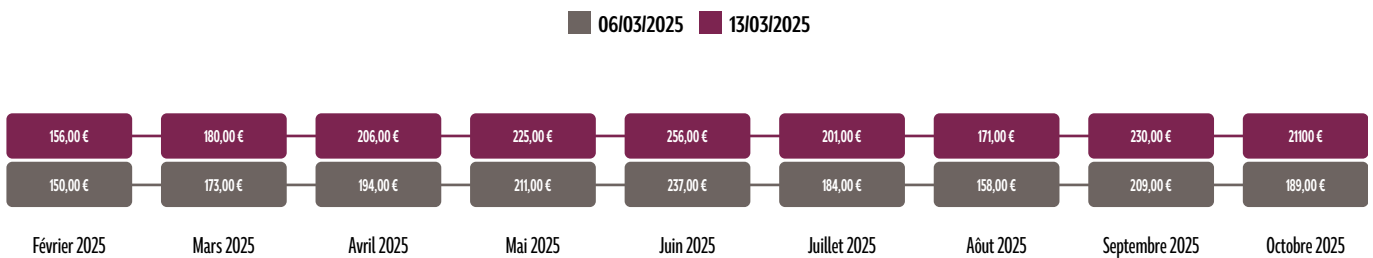 06/03/2025 13/03/2025
156,00 € 180,00 € 206,00 € 225,00 € 256,00 € 201,00 € 171,00 € 230,00 € 21100 €
150,00 € 173,00 € 194,00 € 211,00 € 237,00 € 184,00 € 158,00 € 209,00 € 189,00 €
Février 2025 Mars 2025 Avril 2025 Mai 2025 Juin 2025 Juillet 2025 Aôut 2025 Septembre 2025 Octobre 2025